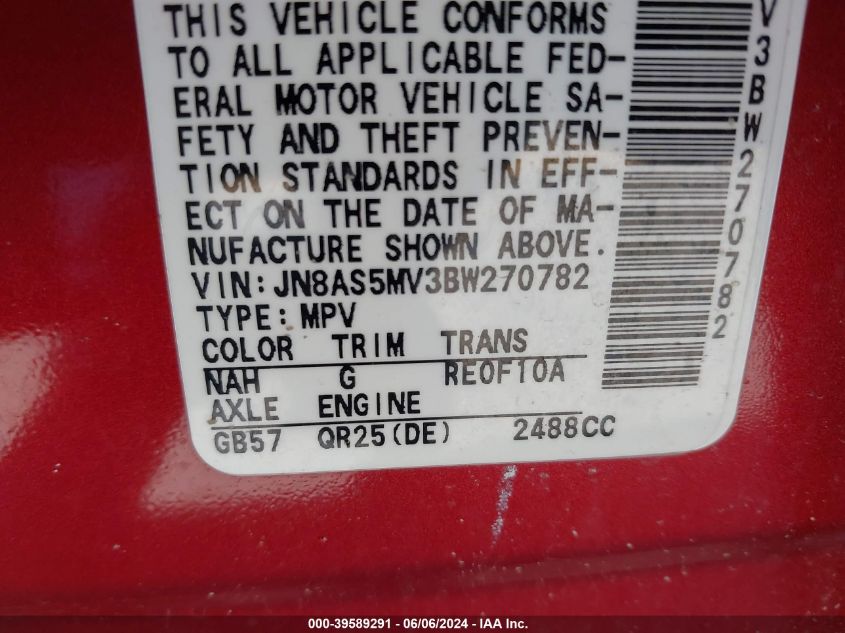 THIS VEHICLE CONFORMS
TO ALL APPLICABLE FED-
ERAL MOTOR VEHICLE SA-
FETY AND THEFT PREVEN-
TION STANDARDS IN EFF-
ECT ON THE DATE OF MA-
NUFACTURE SHOWN ABOVE.
VIN:JN8AS5MV3BW270782
TYPE:MPV
COLOR TRIM TRANS
NAH G RE0F10A
AXLE ENGINE
GB57 QR25(DE) 2488CC
V3BW270782
000-39589291 - 06/06/2024 - IAA Inc.